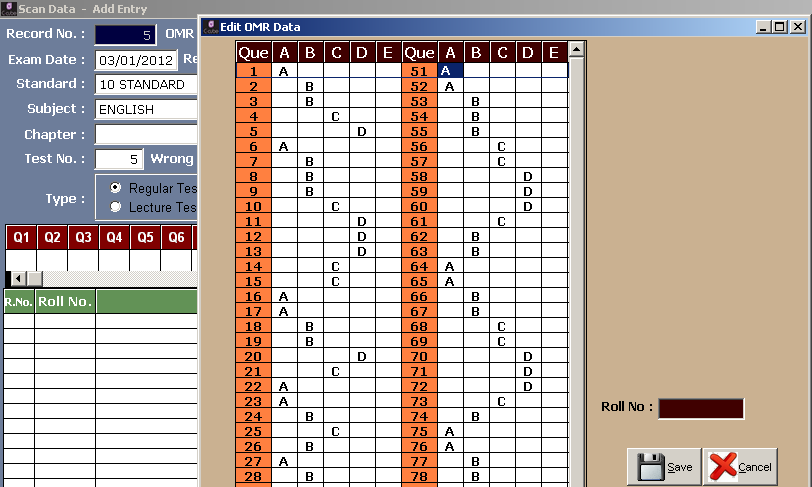 Scan Data - Add Entry
Edit OMR Data
Record No. : 5 OMR
Exam Date : 03/01/2012 Re
Standard : 10 STANDARD
Subject : ENGLISH
Chapter :
Test No. : 5 Wrong
Type : Regular Tes
Lecture Tes
Q1 Q2 Q3 Q4 Q5 Q6
R.No. Roll No.
Que A B C D E Que A B C D E
1 A 51 A
2 B 52 A
3 B 53 B
4 C 54 B
5 D 55 B
6 A 56 C
7 B 57 C
8 B 58 D
9 B 59 D
10 C 60 D
11 D 61 C
12 D 62 B
13 D 63 B
14 C 64 A
15 C 65 A
16 A 66 B
17 A 67 B
18 B 68 C
19 B 69 C
20 D 70 D
21 C 71 D
22 A 72 D
23 A 73 C
24 B 74 B
25 C 75 A
26 B 76 A
27 A 77 B
28 B 78 B
Roll No :
Save Cancel